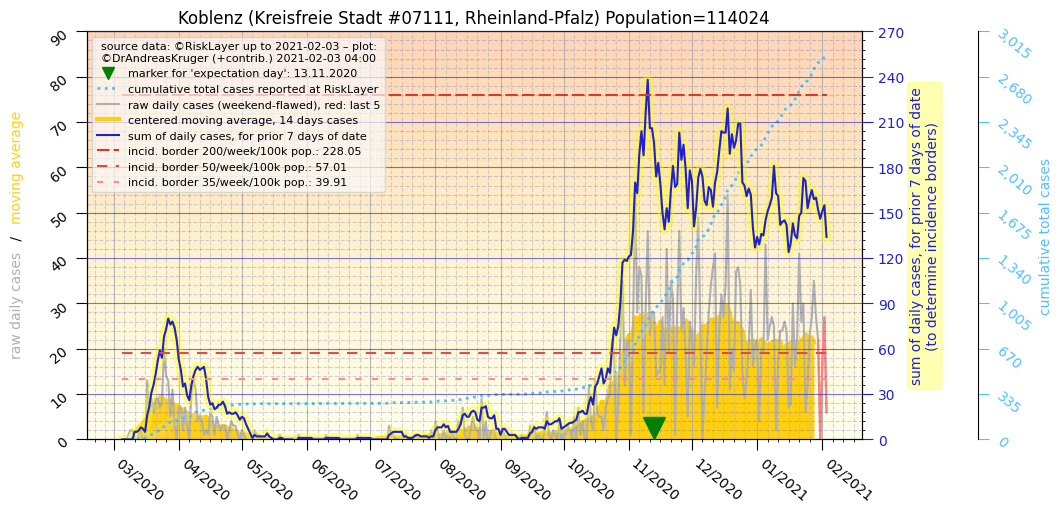 Koblenz (Kreisfreie Stadt #07111, Rheinland-Pfalz) Population=114024
source data: ©RiskLayer up to 2021-02-03 – plot:
©DrAndreasKruger (+contrib.) 2021-02-03 04:00
marker for 'expectation day': 13.11.2020
cumulative total cases reported at RiskLayer
raw daily cases (weekend-flawed), red: last 5
centered moving average, 14 days cases
sum of daily cases, for prior 7 days of date
incid. border 200/week/100k pop.: 228.05
incid. border 50/week/100k pop.: 57.01
incid. border 35/week/100k pop.: 39.91
raw daily cases / moving average
90
80
70
60
50
40
30
20
10
0
03/2020
04/2020
05/2020
06/2020
07/2020
08/2020
09/2020
10/2020
11/2020
12/2020
01/2021
02/2021
270
240
210
180
150
120
90
60
30
0
sum of daily cases, for prior 7 days of date
(to determine incidence borders)
3,015
2,680
2,345
2,010
1,675
1,340
1,005
670
335
0
cumulative total cases